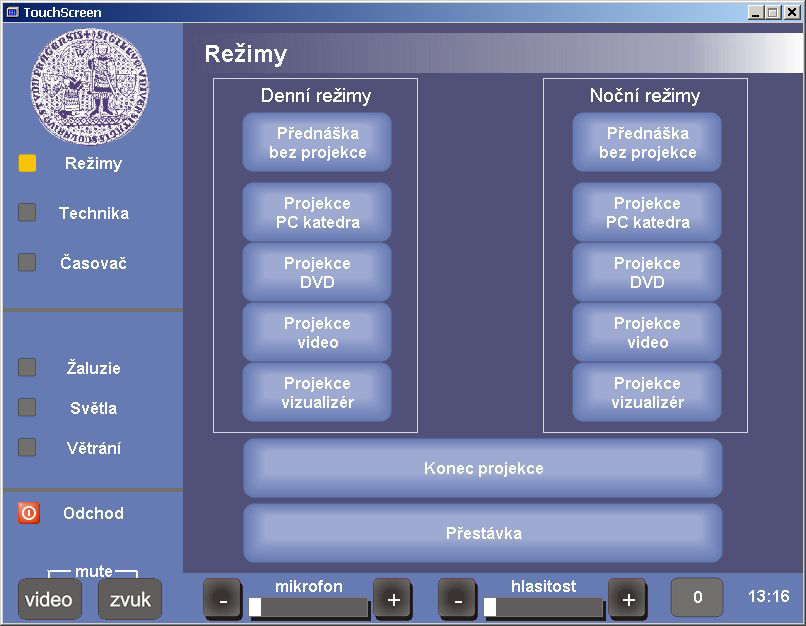 TouchScreen
Režimy
Denní režimy
Noční režimy
Přednáška
bez projekce
Přednáška
bez projekce
Projekce
PC katedra
Projekce
PC katedra
Projekce
DVD
Projekce
DVD
Projekce
video
Projekce
video
Projekce
vizualizér
Projekce
vizualizér
Konec projekce
Přestávka
Režimy
Technika
Časovač
Žaluzie
Světla
Větrání
Odchod
mute
video
zvuk
mikrofon
- +
hlasitost
- +
0
13:16